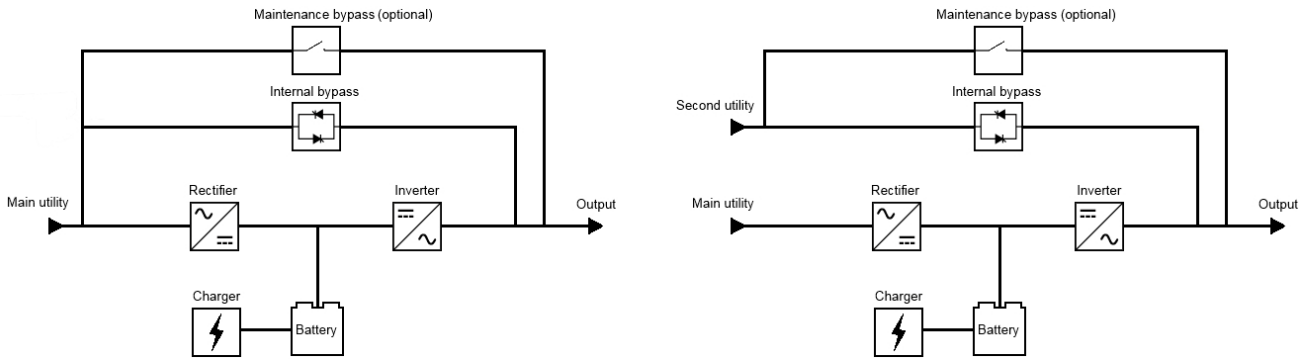 Maintenance bypass (optional)
Internal bypass
Main utility
Rectifier
Inverter
Output
Charger
Battery
Maintenance bypass (optional)
Second utility
Internal bypass
Main utility
Rectifier
Inverter
Output
Charger
Battery